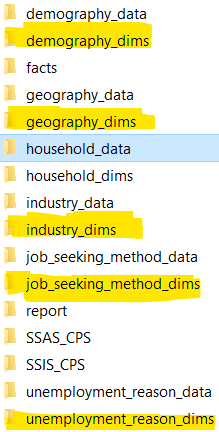 demography_data
demography_dims
facts
geography_data
geography_dims
household_data
household_dims
industry_data
industry_dims
job_seeking_method_data
job_seeking_method_dims
report
SSAS_CPS
SSIS_CPS
unemployment_reason_data
unemployment_reason_dims